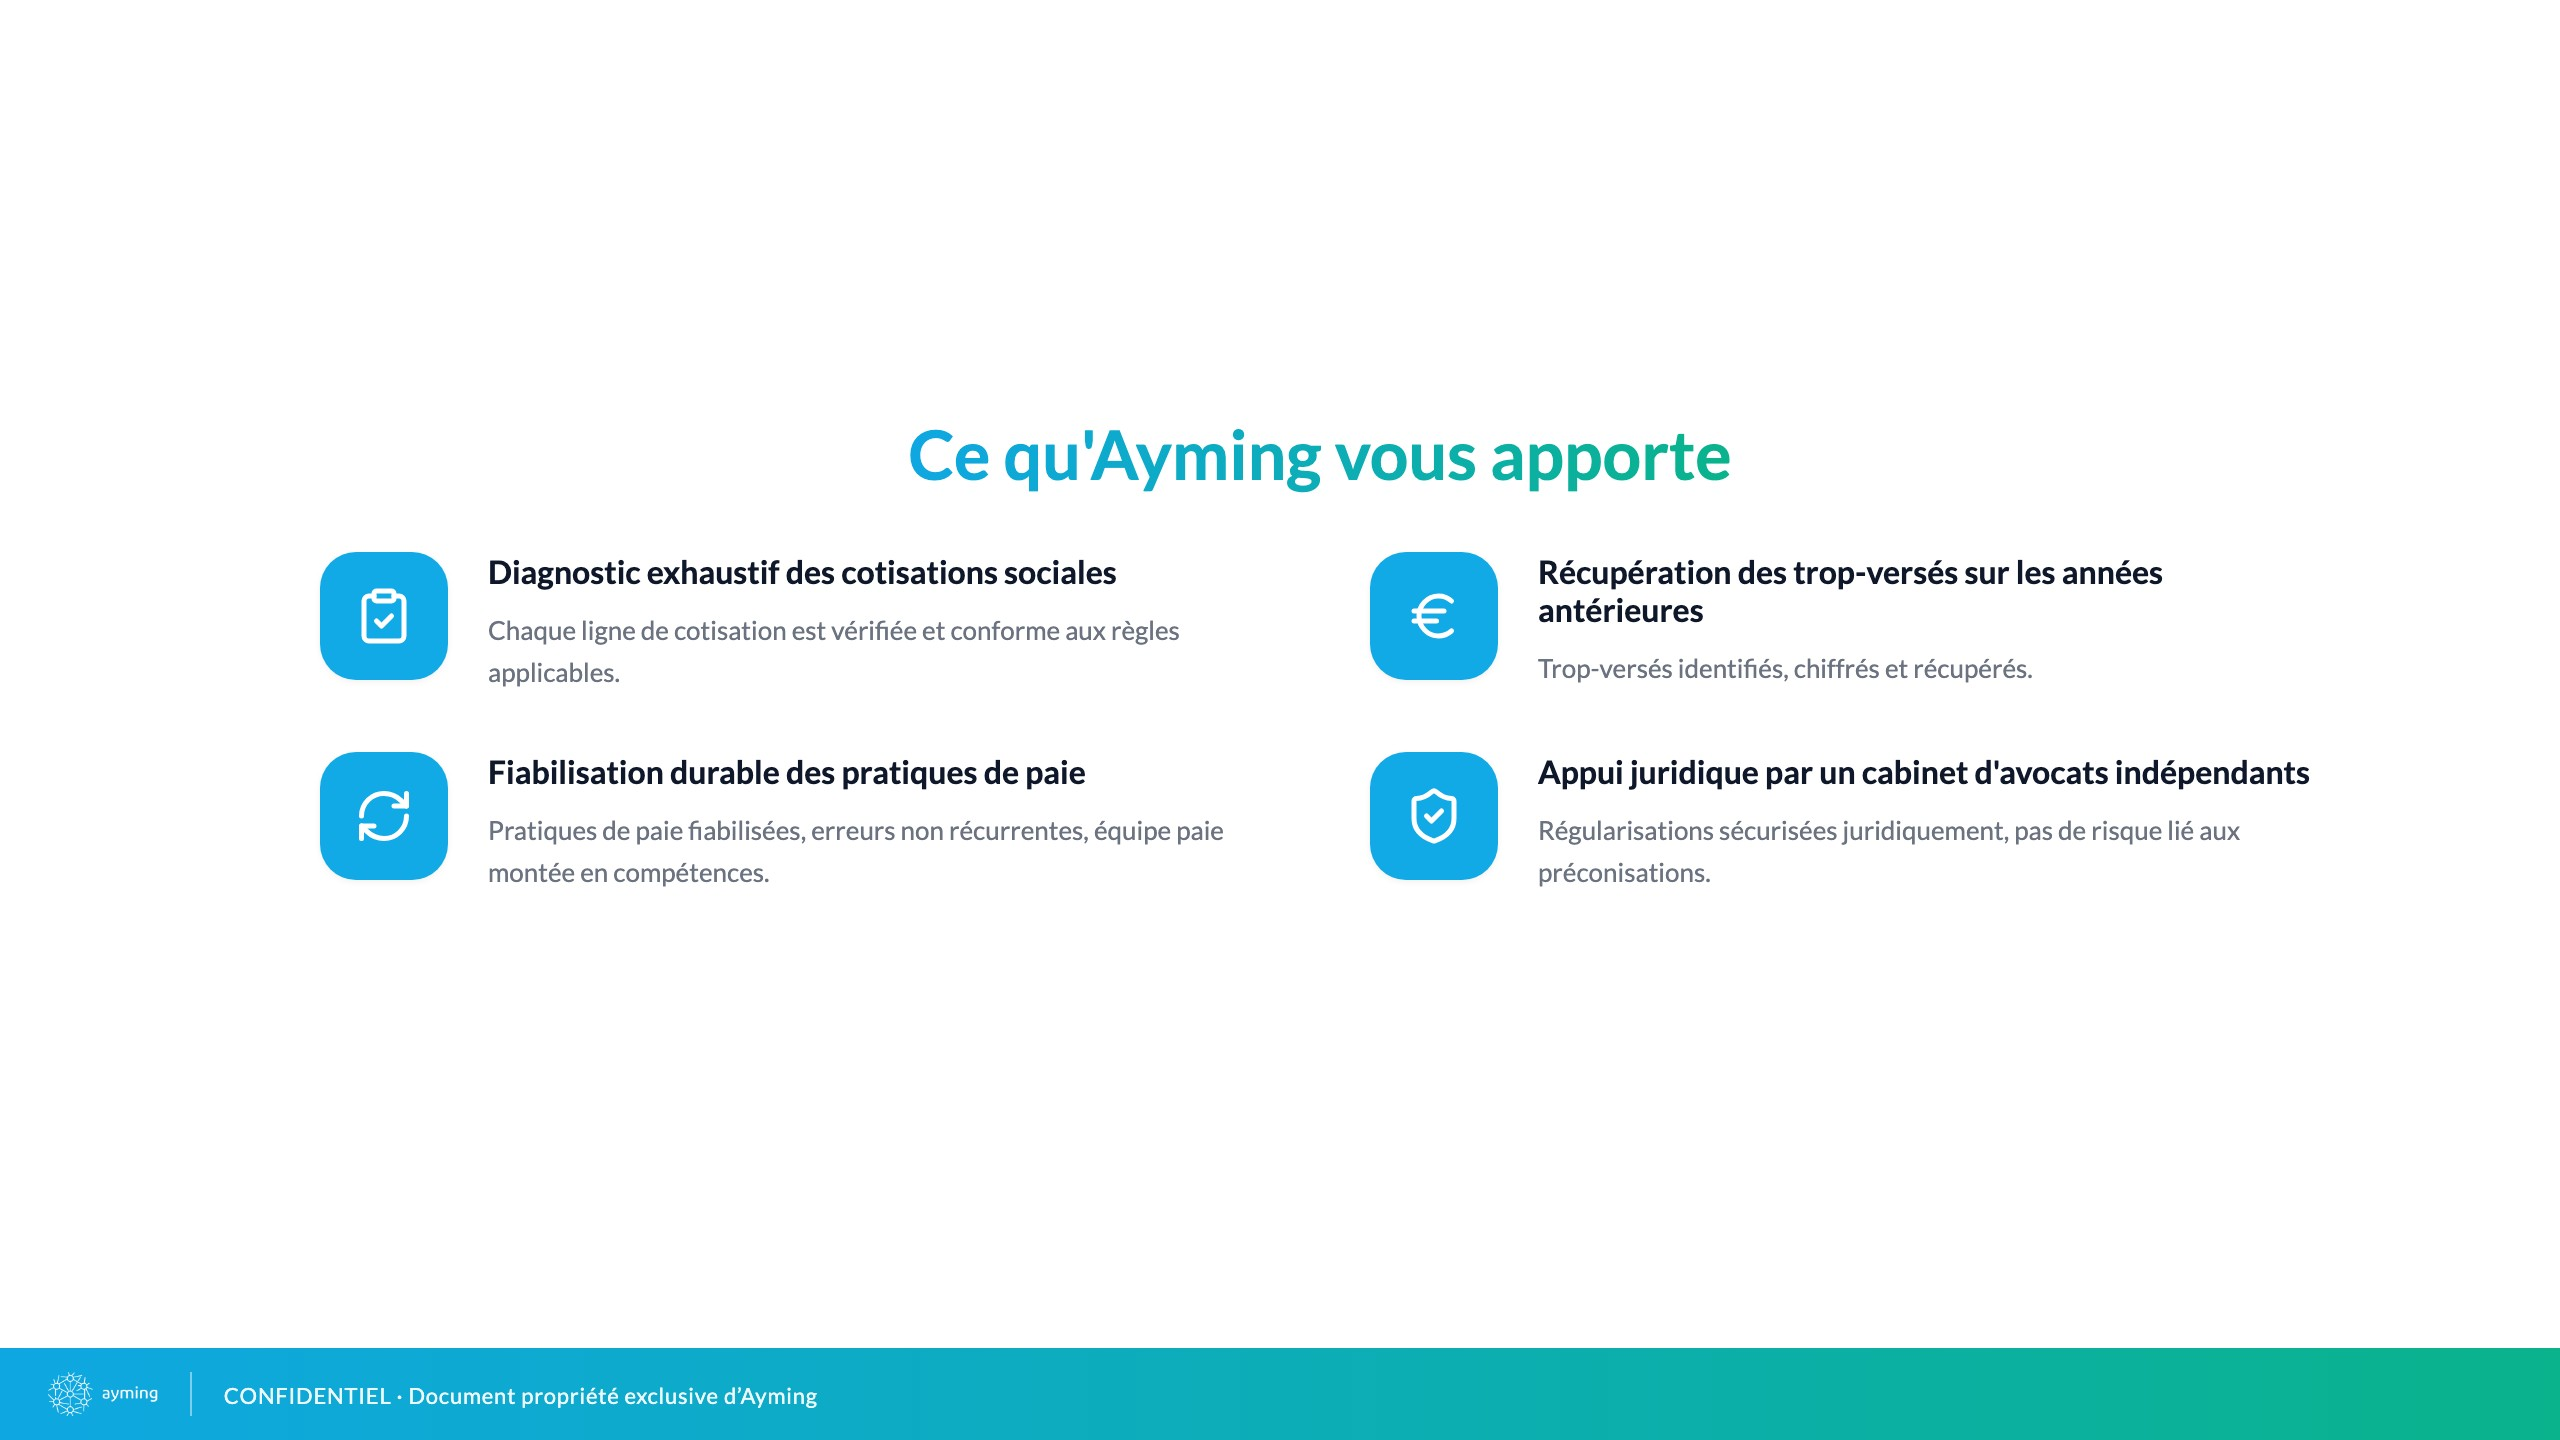 Ce qu'Ayming vous apporte
Diagnostic exhaustif des cotisations sociales
Chaque ligne de cotisation est vérifiée et conforme aux règles
applicables.
Récupération des trop-versés sur les années
antérieures
Trop-versés identifiés, chiffrés et récupérés.
Fiabilisation durable des pratiques de paie
Pratiques de paie fiabilisées, erreurs non récurrentes, équipe paie
montée en compétences.
Appui juridique par un cabinet d'avocats indépendants
Régularisations sécurisées juridiquement, pas de risque lié aux
préconisations.
ayming
CONFIDENTIEL · Document propriété exclusive d’Ayming